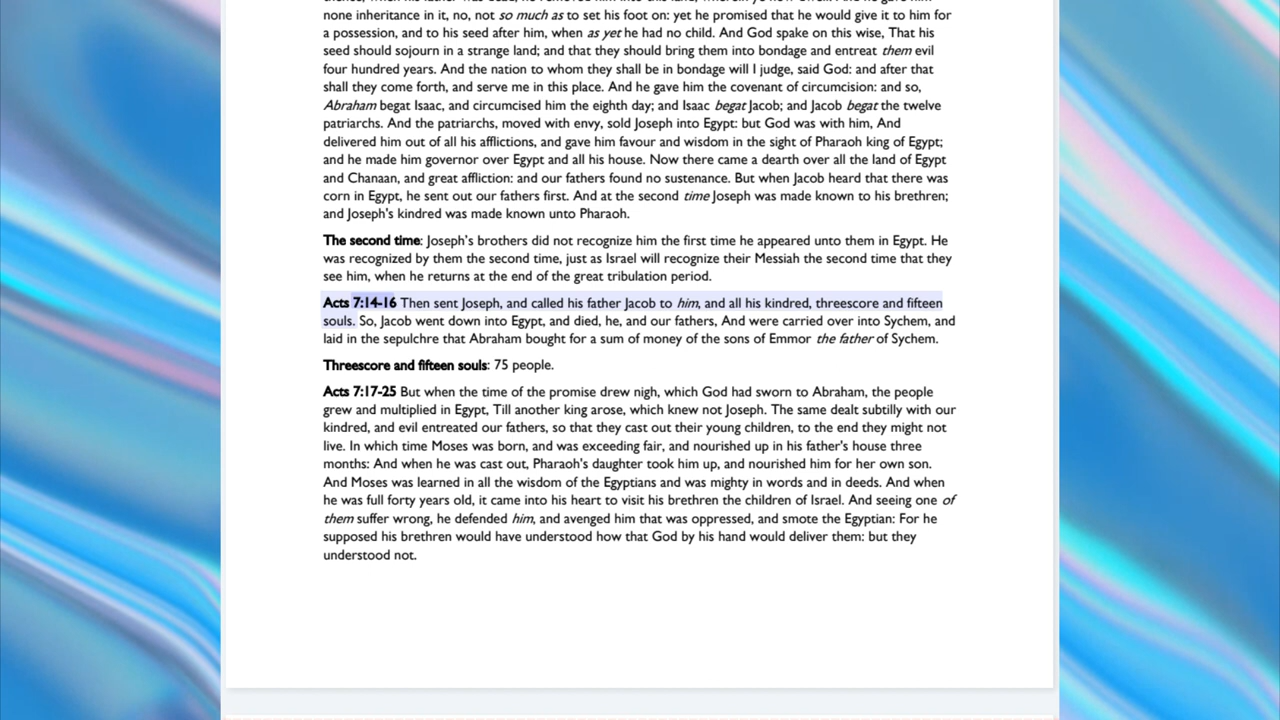 none inheritance in it, no, not so much as to set his foot on: yet he promised that he would give it to him for
a possession, and to his seed after him, when as yet he had no child. And God spake on this wise, That his
seed should sojourn in a strange land; and that they should bring them into bondage and entreat them evil
four hundred years. And the nation to whom they shall be in bondage will I judge, said God: and after that
shall they come forth, and serve me in this place. And he gave him the covenant of circumcision: and so,
Abraham begat Isaac, and circumcised him the eighth day; and Isaac begat Jacob; and Jacob begat the twelve
patriarchs. And the patriarchs, moved with envy, sold Joseph into Egypt: but God was with him, And
delivered him out of all his afflictions, and gave him favour and wisdom in the sight of Pharaoh king of Egypt;
and he made him governor over Egypt and all his house. Now there came a dearth over all the land of Egypt
and Chanaan, and great affliction: and our fathers found no sustenance. But when Jacob heard that there was
corn in Egypt, he sent out our fathers first. And at the second time Joseph was made known to his brethren;
and Joseph's kindred was made known unto Pharaoh.
The second time: Joseph's brothers did not recognize him the first time he appeared unto them in Egypt. He
was recognized by them the second time, just as Israel will recognize their Messiah the second time that they
see him, when he returns at the end of the great tribulation period.
Acts 7:14-16 Then sent Joseph, and called his father Jacob to him, and all his kindred, threescore and fifteen
souls. So, Jacob went down into Egypt, and died, he, and our fathers, And were carried over into Sychem, and
laid in the sepulchre that Abraham bought for a sum of money of the sons of Emmor the father of Sychem.
Threescore and fifteen souls: 75 people.
Acts 7:17-25 But when the time of the promise drew nigh, which God had sworn to Abraham, the people
grew and multiplied in Egypt, Till another king arose, which knew not Joseph. The same dealt subtilly with our
kindred, and evil entreated our fathers, so that they cast out their young children, to the end they might not
live. In which time Moses was born, and was exceeding fair, and nourished up in his father's house three
months: And when he was cast out, Pharaoh's daughter took him up, and nourished him for her own son.
And Moses was learned in all the wisdom of the Egyptians and was mighty in words and in deeds. And when
he was full forty years old, it came into his heart to visit his brethren the children of Israel. And seeing one of
them suffer wrong, he defended him, and avenged him that was oppressed, and smote the Egyptian: For he
supposed his brethren would have understood how that God by his hand would deliver them: but they
understood not.